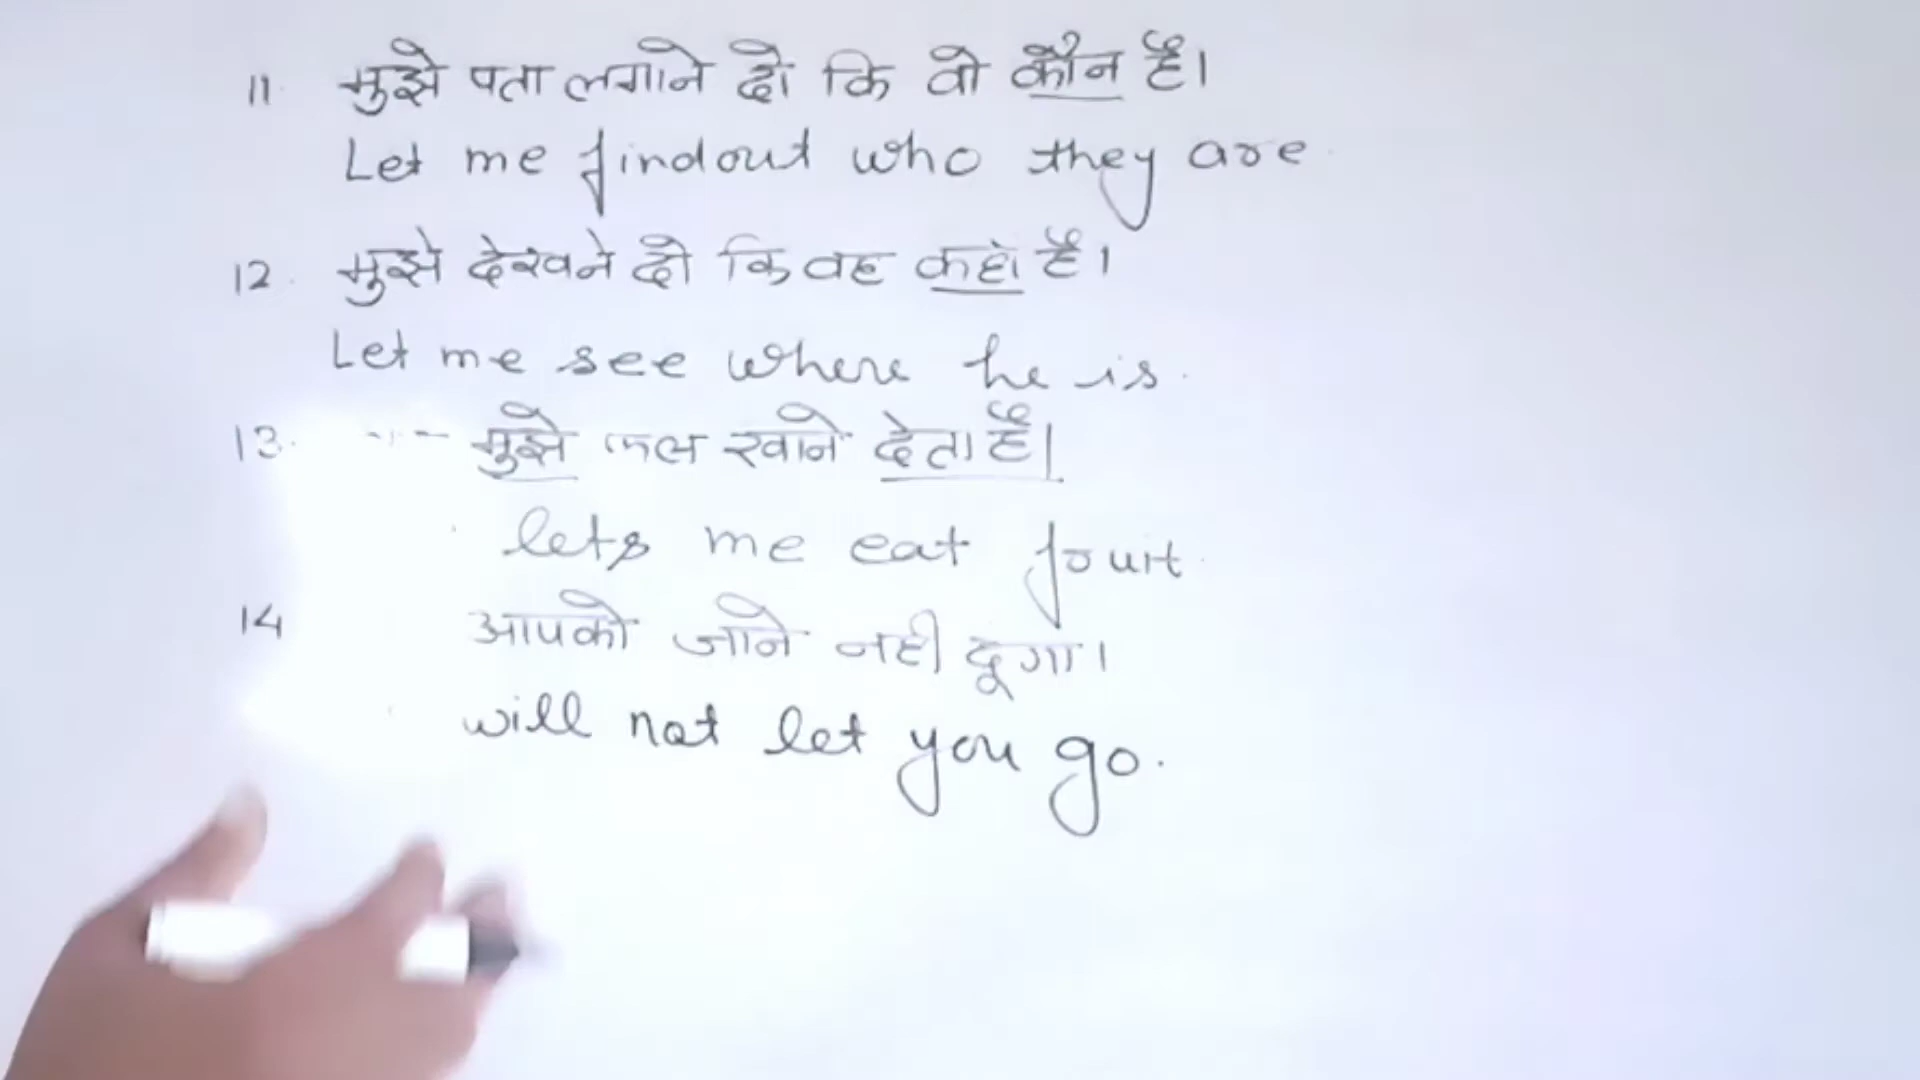 11. मुझे पता लगाने दो कि वो कौन है।
Let me findout who they are
12. मुझे देखने दो कि वह कहां है।
Let me see where he is.
13. मुझे फल खाने देता है।
lets me eat fruit.
14 आपको जाने नही दूगा।
will not let you go.